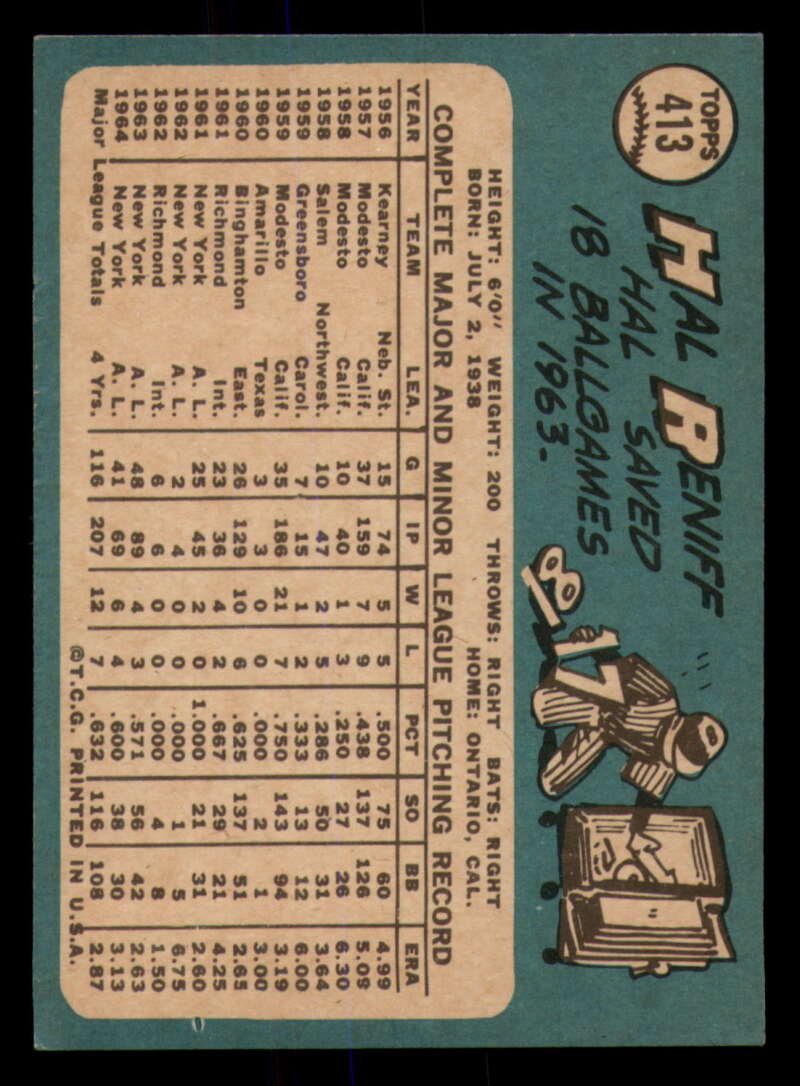 TOPPS
413
HAL RENIFF
HAL SAVED
18 BALLGAMES
IN 1963.
HEIGHT: 6'0" WEIGHT: 200 THROWS: RIGHT BATS: RIGHT
BORN: JULY 2, 1938 HOME: ONTARIO, CAL.
COMPLETE MAJOR AND MINOR LEAGUE PITCHING RECORD
YEAR TEAM LEA. G IP W L PCT SO BB ERA
1956 Kearney Neb. St. 15 74 5 5 .500 75 60 4.99
1957 Modesto Calif. 37 159 7 9 .438 137 126 5.09
1958 Modesto Calif. 10 40 1 3 .250 27 26 6.30
1958 Salem Northwest. 10 47 2 5 .286 50 31 3.64
1959 Greensboro Carol. 7 15 1 2 .333 13 12 6.00
1959 Modesto Calif. 35 186 21 7 .750 143 94 3.19
1960 Amarillo Texas 3 3 0 0 .000 2 1 3.00
1960 Binghamton East. 26 129 10 6 .625 137 51 2.65
1961 Richmond Int. 23 36 4 2 .667 29 21 4.25
1961 New York A. L. 25 45 2 0 1.000 21 31 2.60
1962 New York A. L. 2 4 0 0 .000 1 5 6.75
1962 Richmond Int. 6 6 0 0 .000 4 8 1.50
1963 New York A. L. 48 89 4 3 .571 56 42 2.63
1964 New York A. L. 41 69 6 4 .600 38 30 3.13
Major League Totals 4 Yrs. 116 207 12 7 .632 116 108 2.87
©T.C.G. PRINTED IN U.S.A.